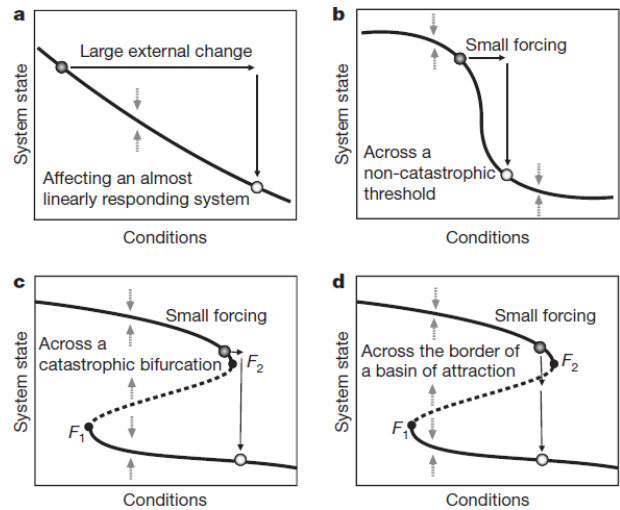 a
Large external change
System state
Affecting an almost
linearly responding system
Conditions
b
Small forcing
System state
Across a
non-catastrophic
threshold
Conditions
c
Small forcing
System state
Across a
catastrophic bifurcation
F2
F1
Conditions
d
Small forcing
System state
Across the border of
a basin of attraction
F2
F1
Conditions